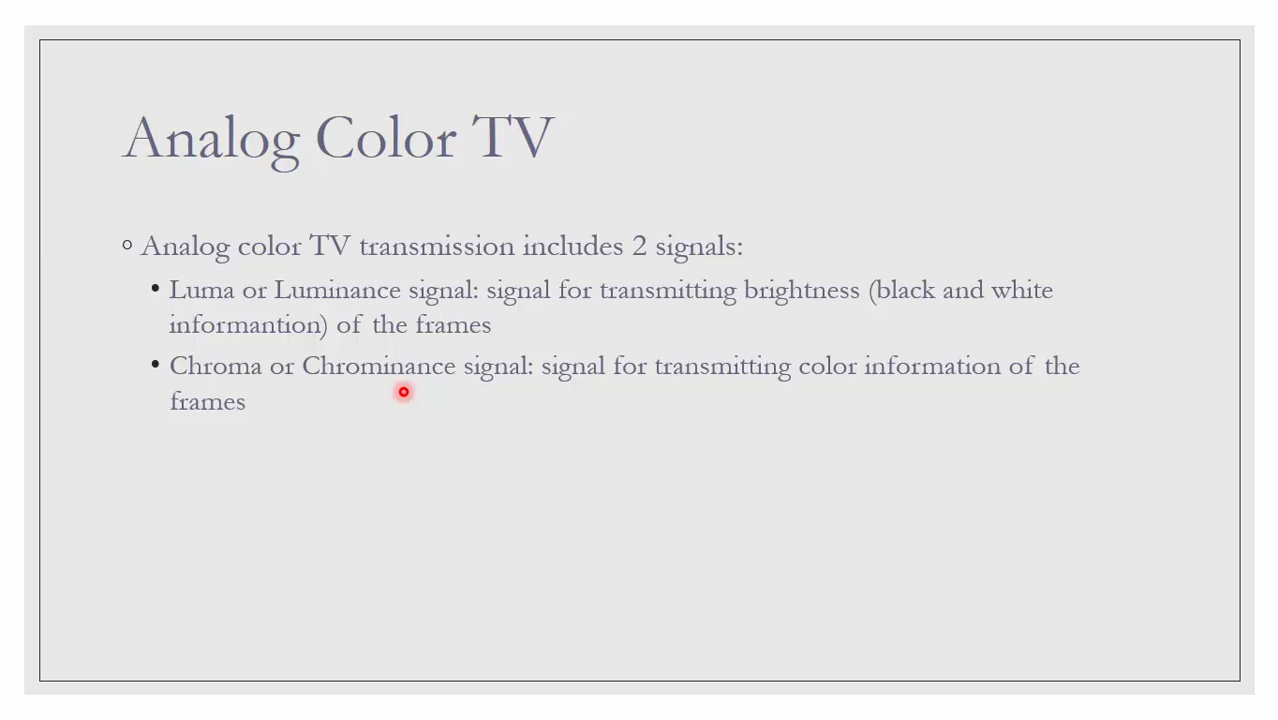 Analog Color TV
Analog color TV transmission includes 2 signals:
Luma or Luminance signal: signal for transmitting brightness (black and white
informantion) of the frames
Chroma or Chrominance signal: signal for transmitting color information of the
frames